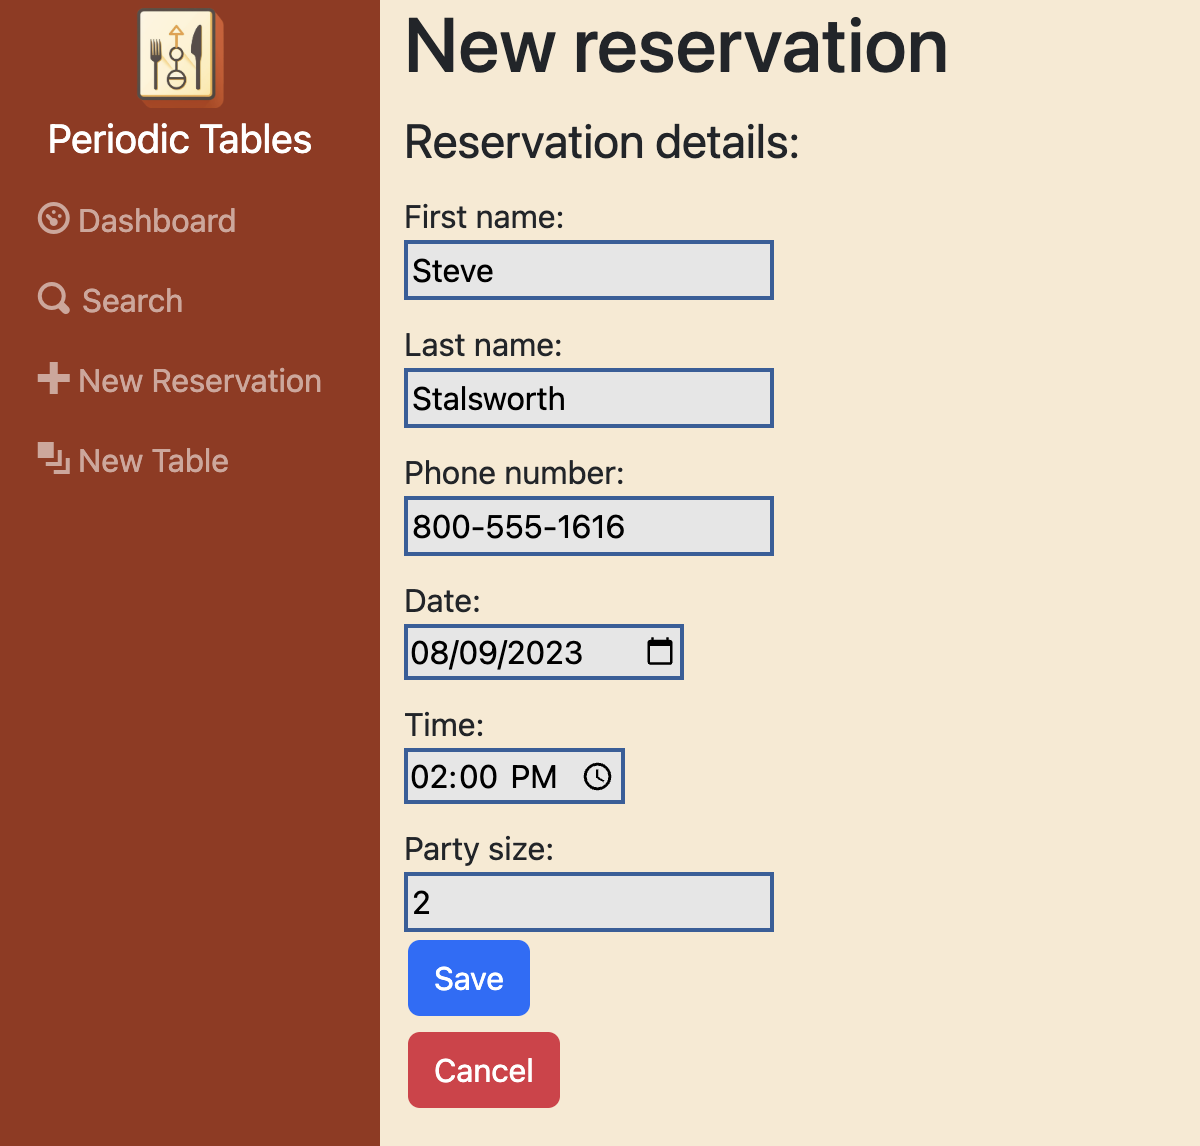 Periodic Tables
Dashboard
Search
New Reservation
New Table
New reservation
Reservation details:
First name:
Steve
Last name:
Stalsworth
Phone number:
800-555-1616
Date:
08/09/2023
Time:
02:00 PM
Party size:
2
Save
Cancel